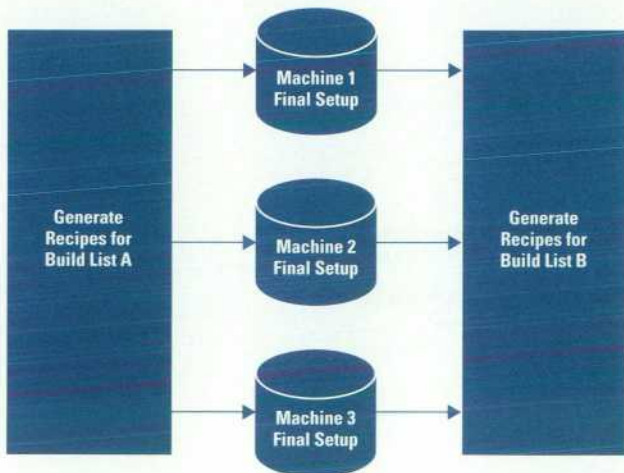 Generate
Recipes for
Build List A
Machine 1
Final Setup
Machine 2
Final Setup
Machine 3
Final Setup
Generate
Recipes for
Build List B